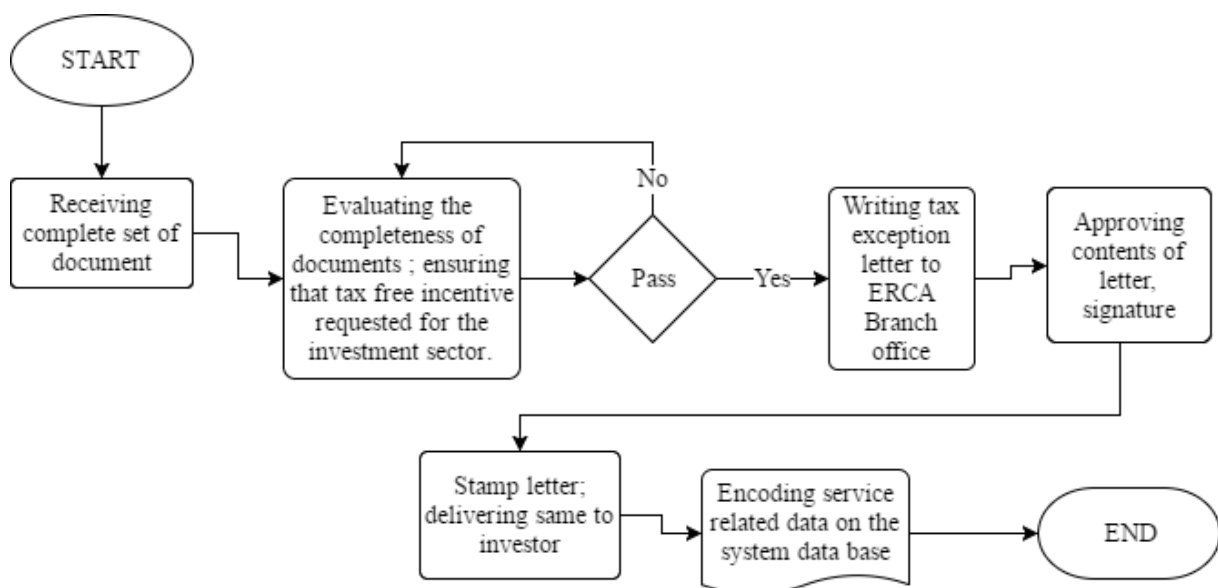 START
Receiving
complete set of
document
Evaluating the
completeness of
documents ; ensuring
that tax free incentive
requested for the
investment sector.
No
Pass
Yes
Writing tax
exception
letter to
ERCA
Branch
office
Approving
contents of
letter,
signature
Stamp letter;
delivering same to
investor
Encoding service
related data on the
system data base
END